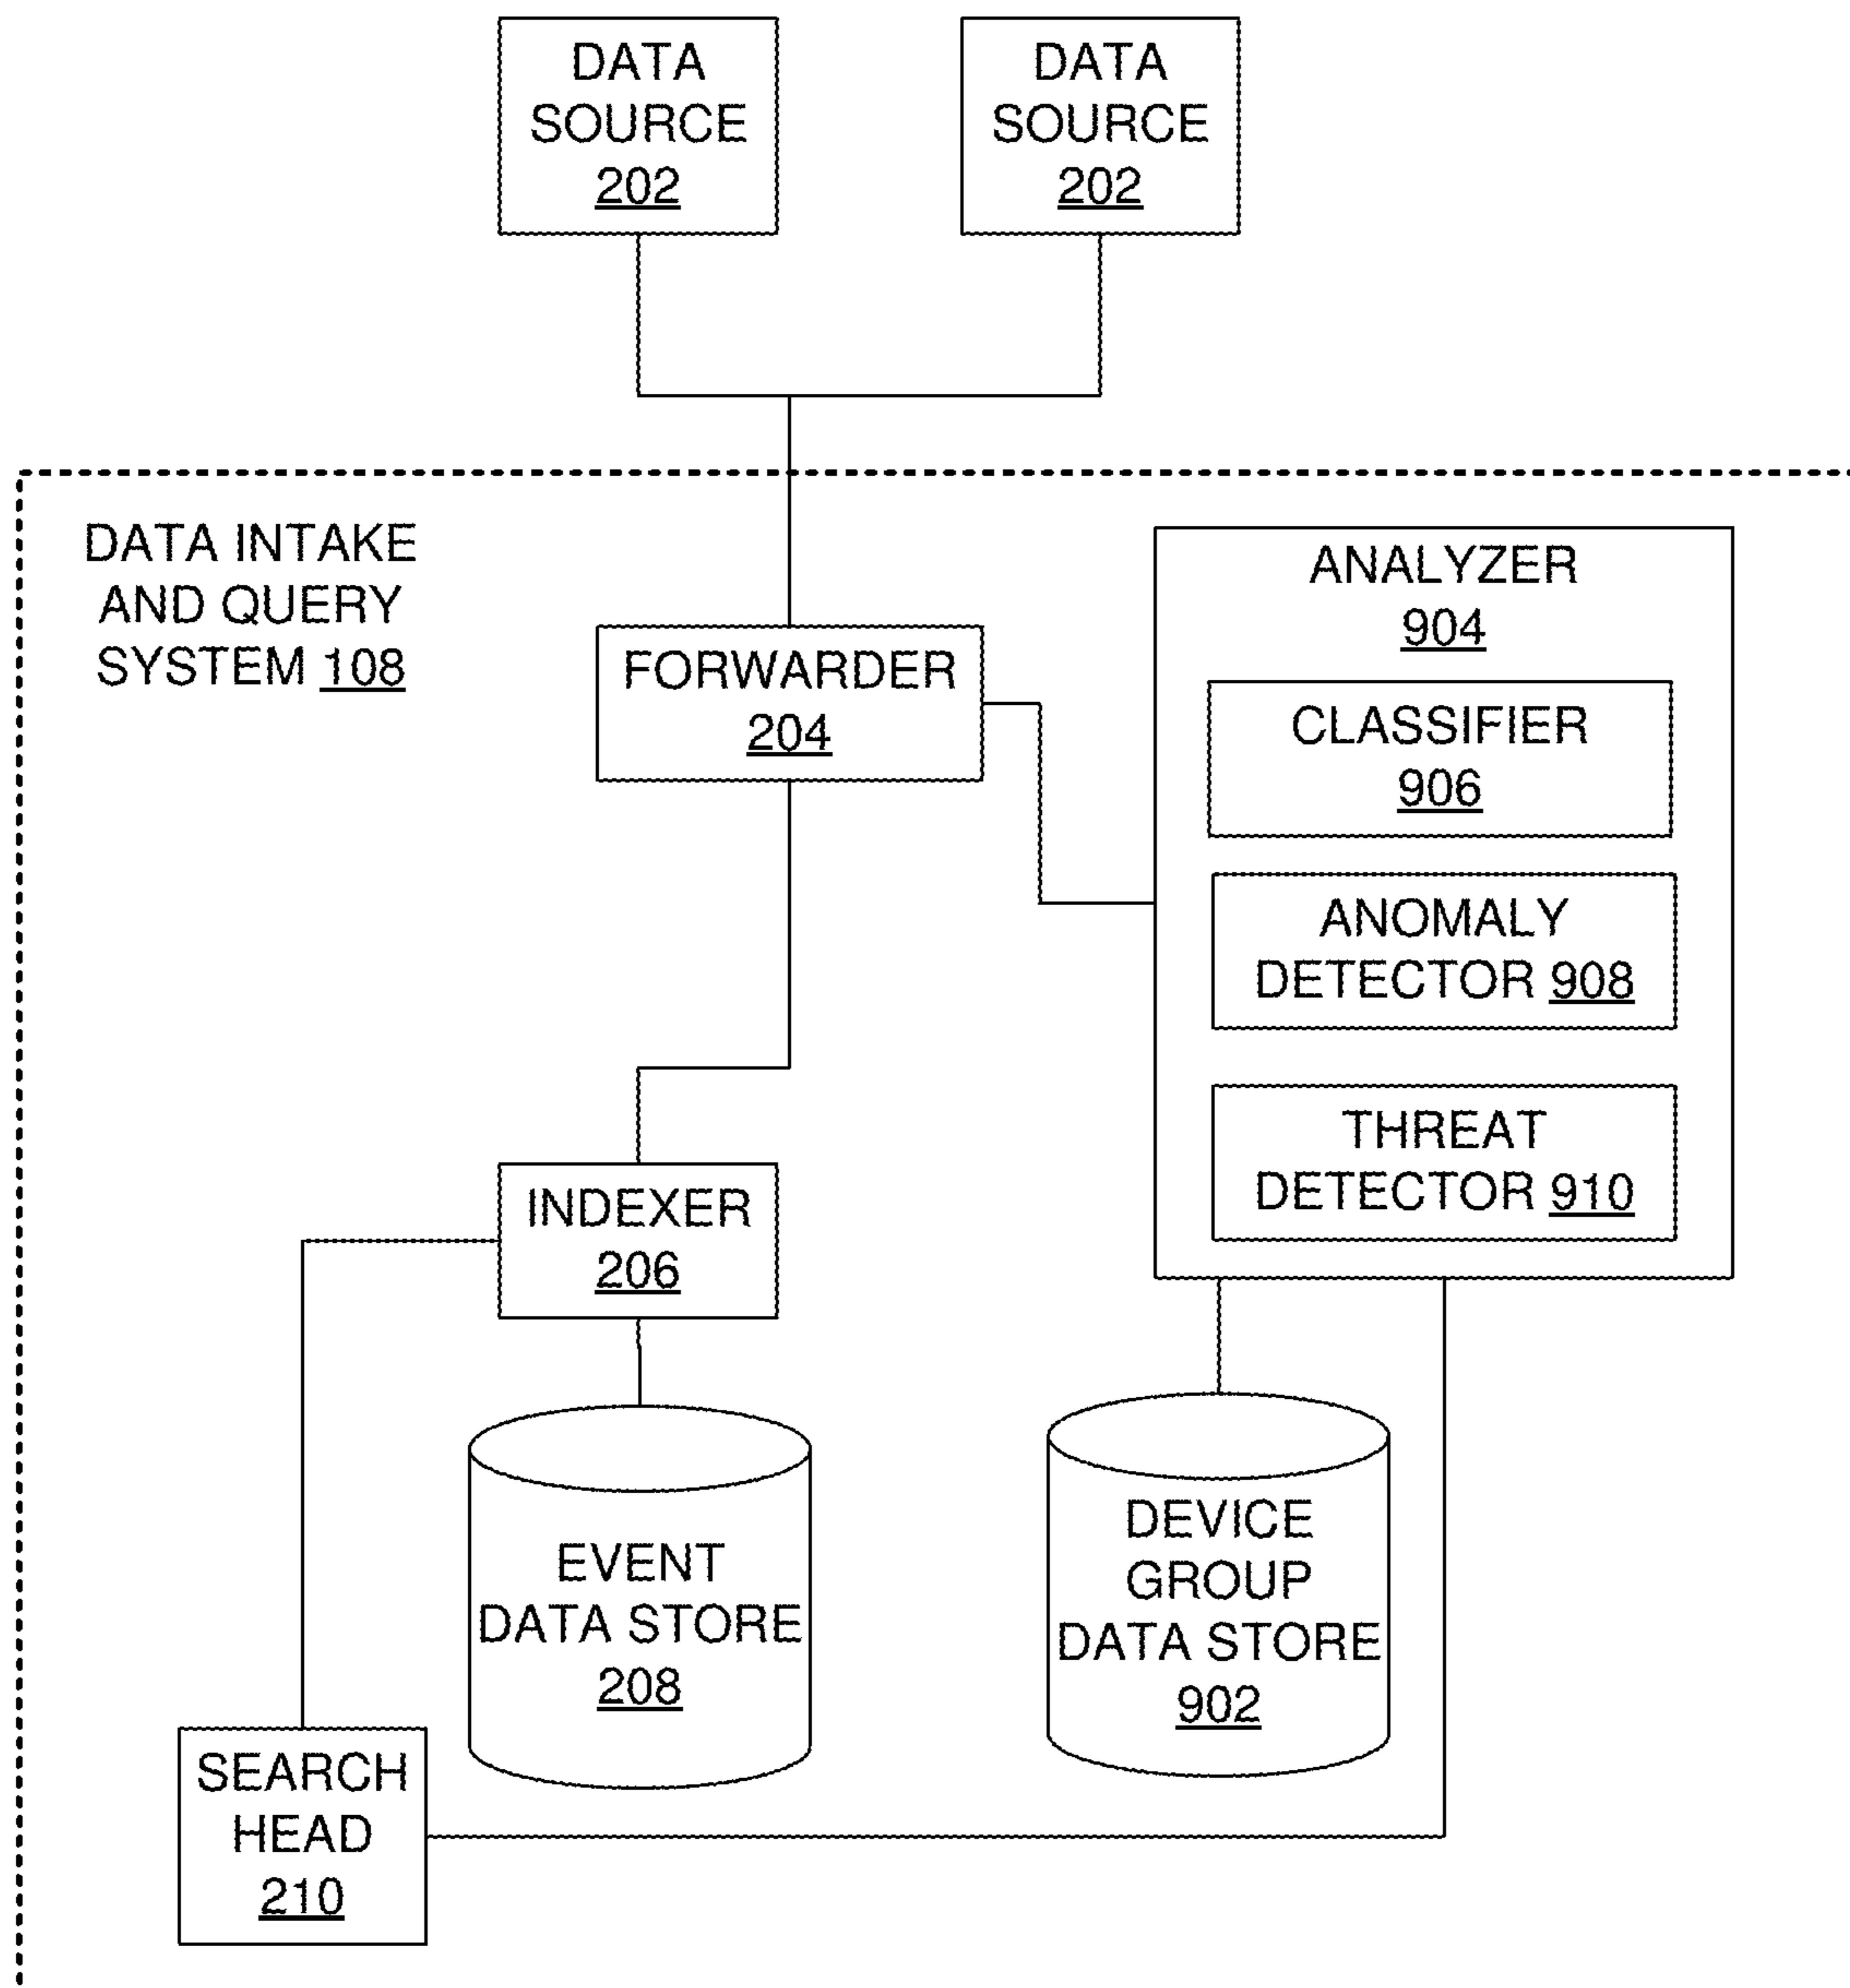 DATA
SOURCE
202
DATA
SOURCE
202
DATA INTAKE
AND QUERY
SYSTEM 108
FORWARDER
204
ANALYZER
904
CLASSIFIER
906
ANOMALY
DETECTOR 908
THREAT
DETECTOR 910
INDEXER
206
EVENT
DATA STORE
208
DEVICE
GROUP
DATA STORE
902
SEARCH
HEAD
210